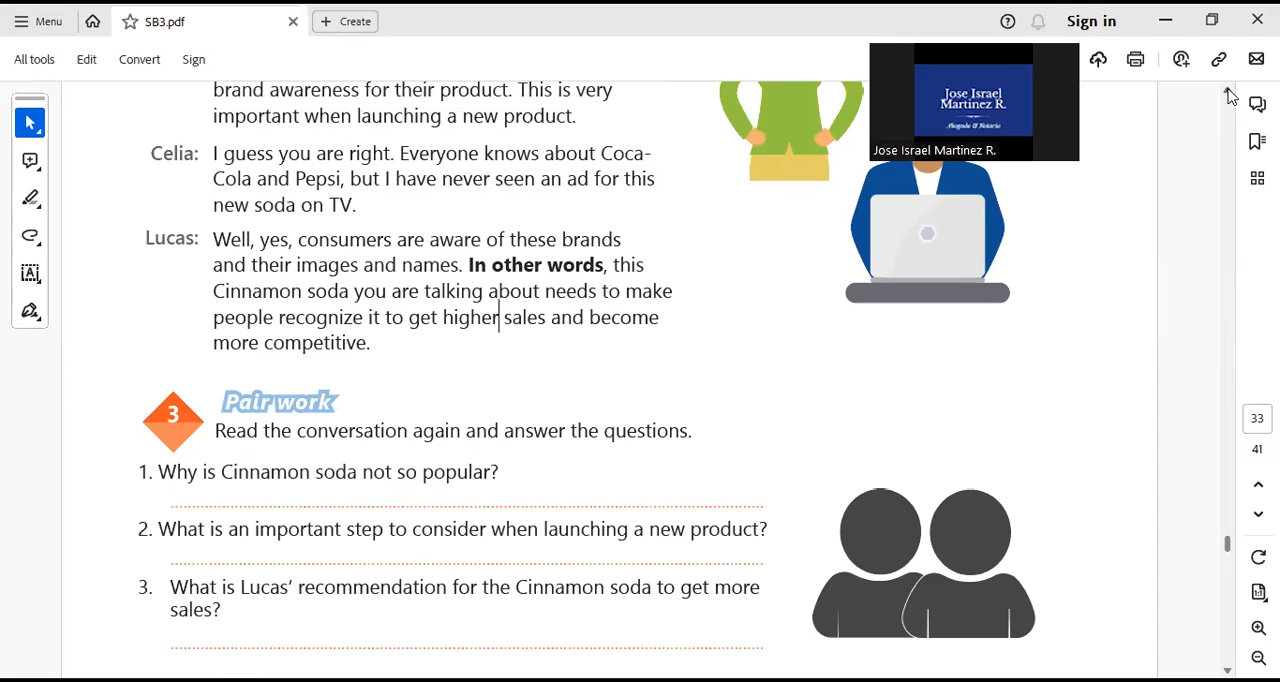 Menu
SB3.pdf
Create
Sign in
All tools
Edit
Convert
Sign
brand awareness for their product. This is very
important when launching a new product.
Celia: I guess you are right. Everyone knows about Coca-
Cola and Pepsi, but I have never seen an ad for this
new soda on TV.
Lucas: Well, yes, consumers are aware of these brands
and their images and names. In other words, this
Cinnamon soda you are talking about needs to make
people recognize it to get higher sales and become
more competitive.
Jose Israel
Martinez R.
Abogado & Notario
Jose Israel Martinez R.
3
Pair work
Read the conversation again and answer the questions.
1. Why is Cinnamon soda not so popular?
2. What is an important step to consider when launching a new product?
3. What is Lucas' recommendation for the Cinnamon soda to get more
sales?
33
41
1:1